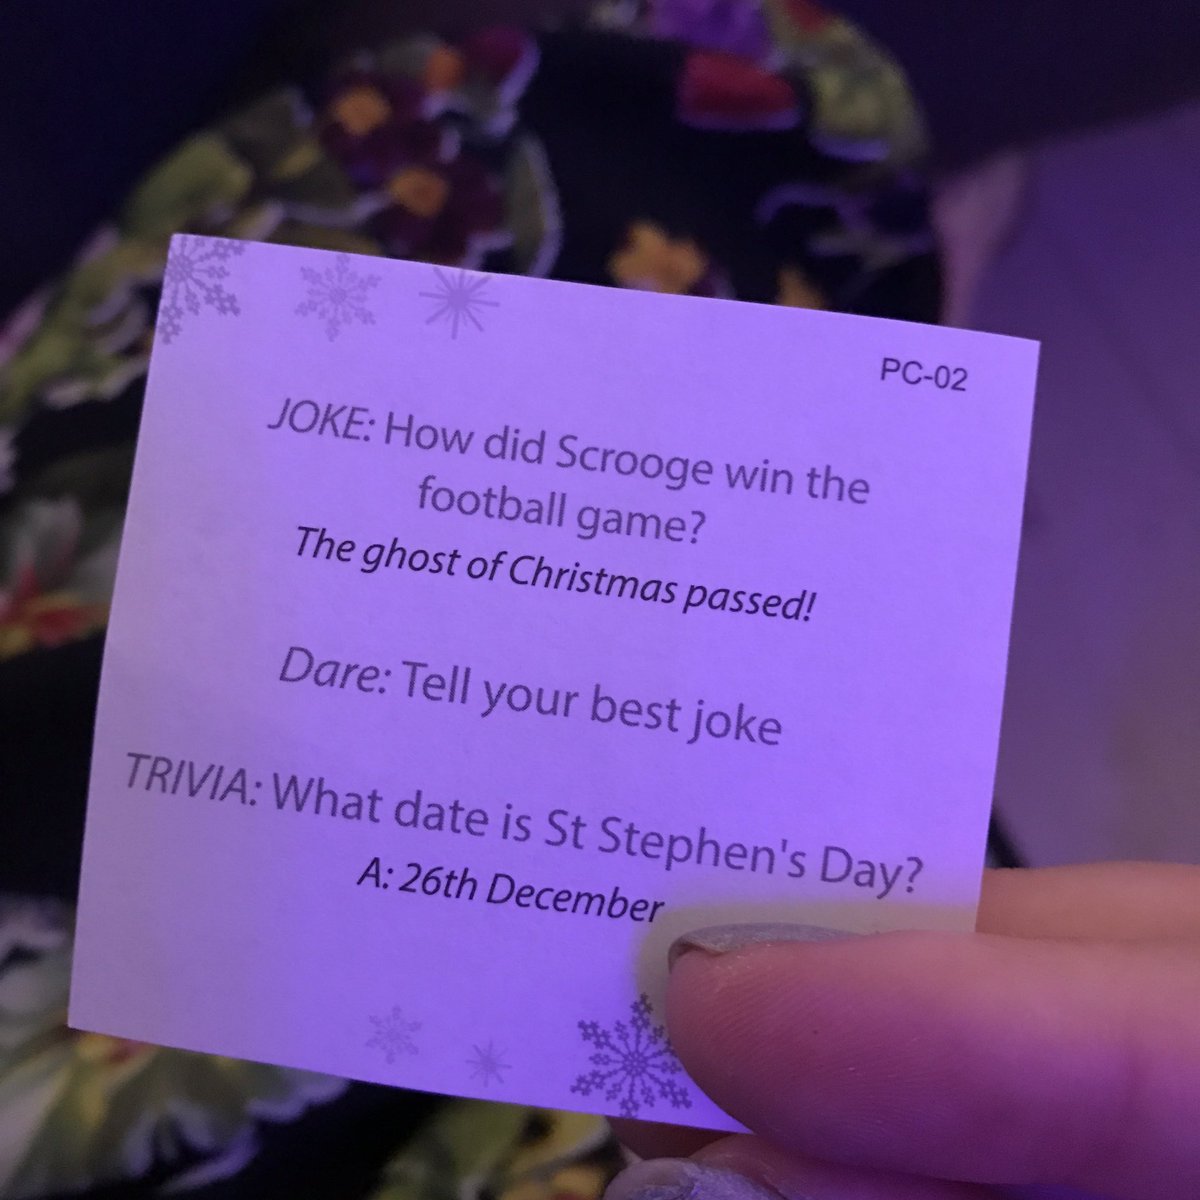 PC-02
JOKE: How did Scrooge win the
football game?
The ghost of Christmas passed!
Dare: Tell your best joke
TRIVIA: What date is St Stephen's Day?
A: 26th December